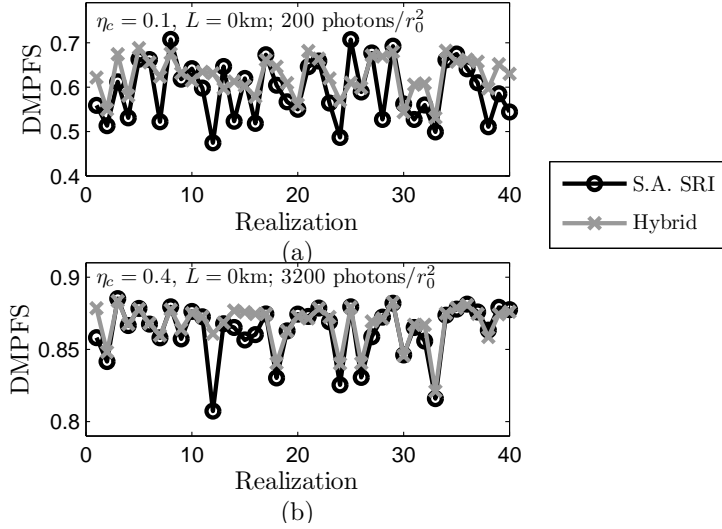 η_c = 0.1, L = 0km; 200 photons/r_0^2
DMPFS
0.7
0.6
0.5
0.4
0 10 20 30 40
Realization
(a)
S.A. SRI
Hybrid
η_c = 0.4, L = 0km; 3200 photons/r_0^2
DMPFS
0.9
0.85
0.8
0 10 20 30 40
Realization
(b)